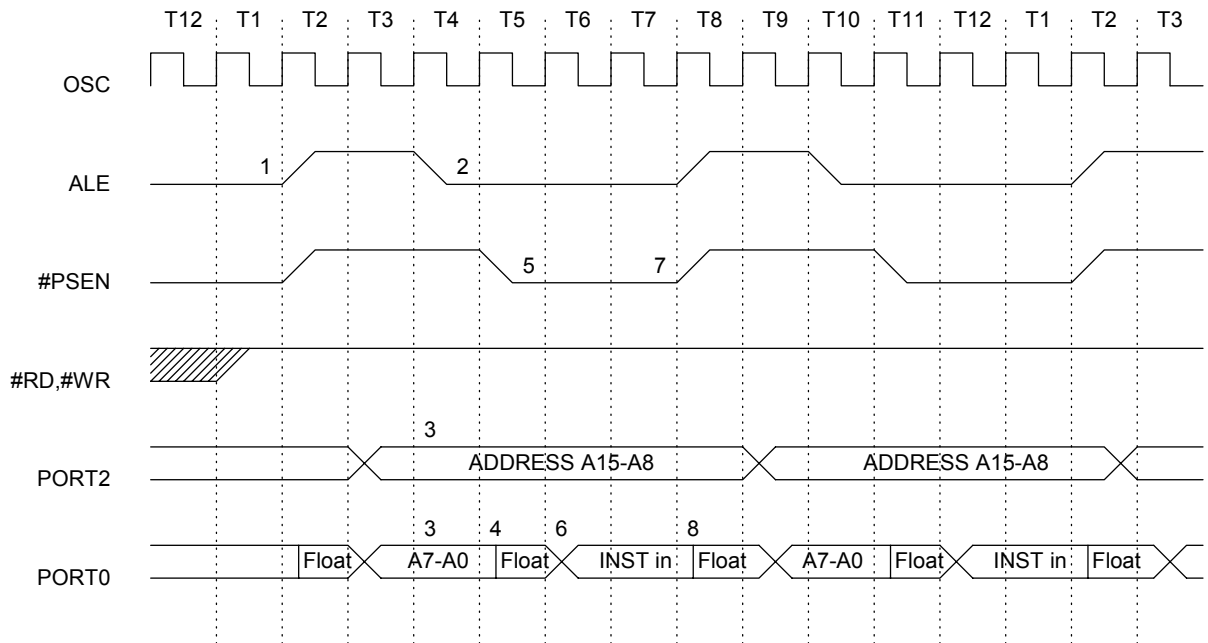 T12 T1 T2 T3 T4 T5 T6 T7 T8 T9 T10 T11 T12 T1 T2 T3
OSC
1 2
ALE
5 7
#PSEN
#RD,#WR
3
ADDRESS A15-A8 ADDRESS A15-A8
PORT2
3 4 6 8
Float A7-A0 Float INST in Float A7-A0 Float INST in Float
PORT0